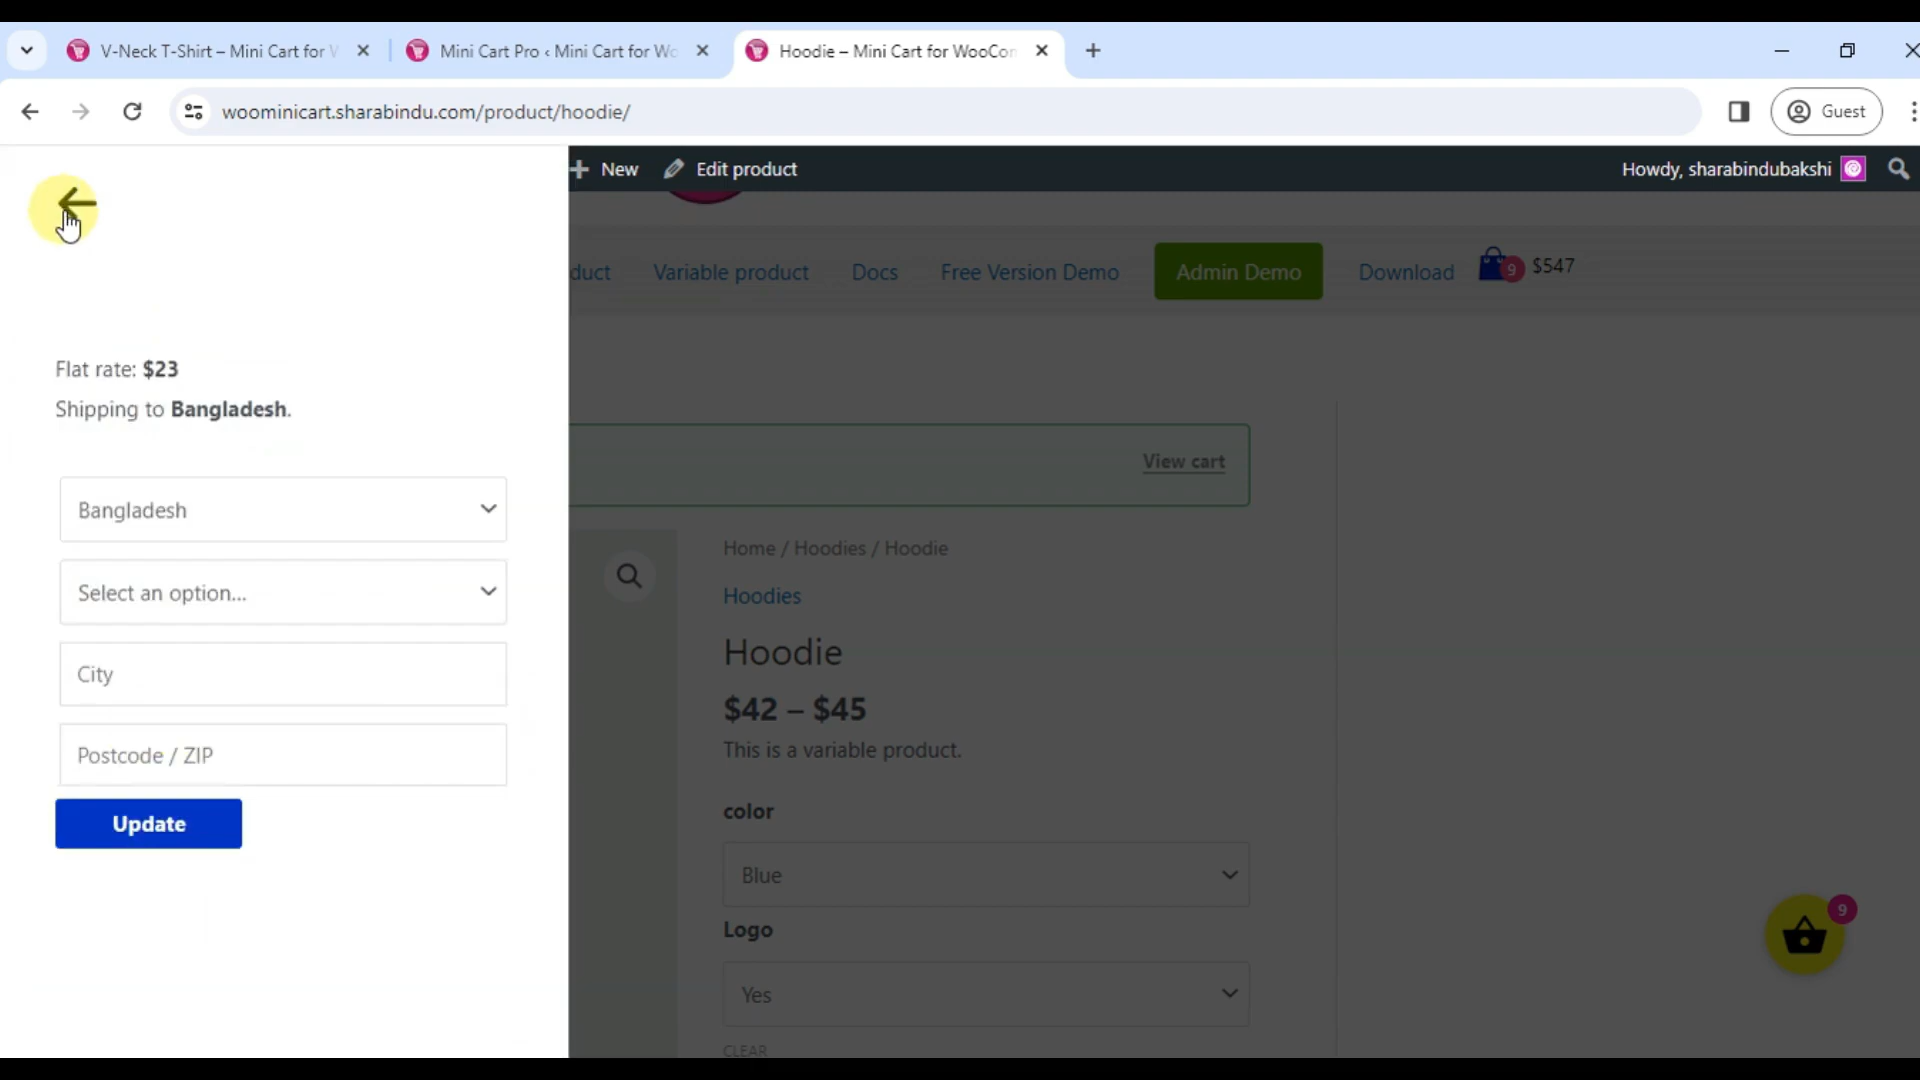 V-Neck T-Shirt – Mini Cart for W
Mini Cart Pro ‹ Mini Cart for Wo
Hoodie – Mini Cart for WooCon
woominicart.sharabindu.com/product/hoodie/
Guest
New
Edit product
Howdy, sharabindubakshi
duct
Variable product
Docs
Free Version Demo
Admin Demo
Download
9
$547
Flat rate: $23
Shipping to Bangladesh.
View cart
Bangladesh
Select an option...
City
Postcode / ZIP
Update
Home / Hoodies / Hoodie
Hoodies
Hoodie
$42 – $45
This is a variable product.
color
Blue
Logo
Yes
CLEAR
9